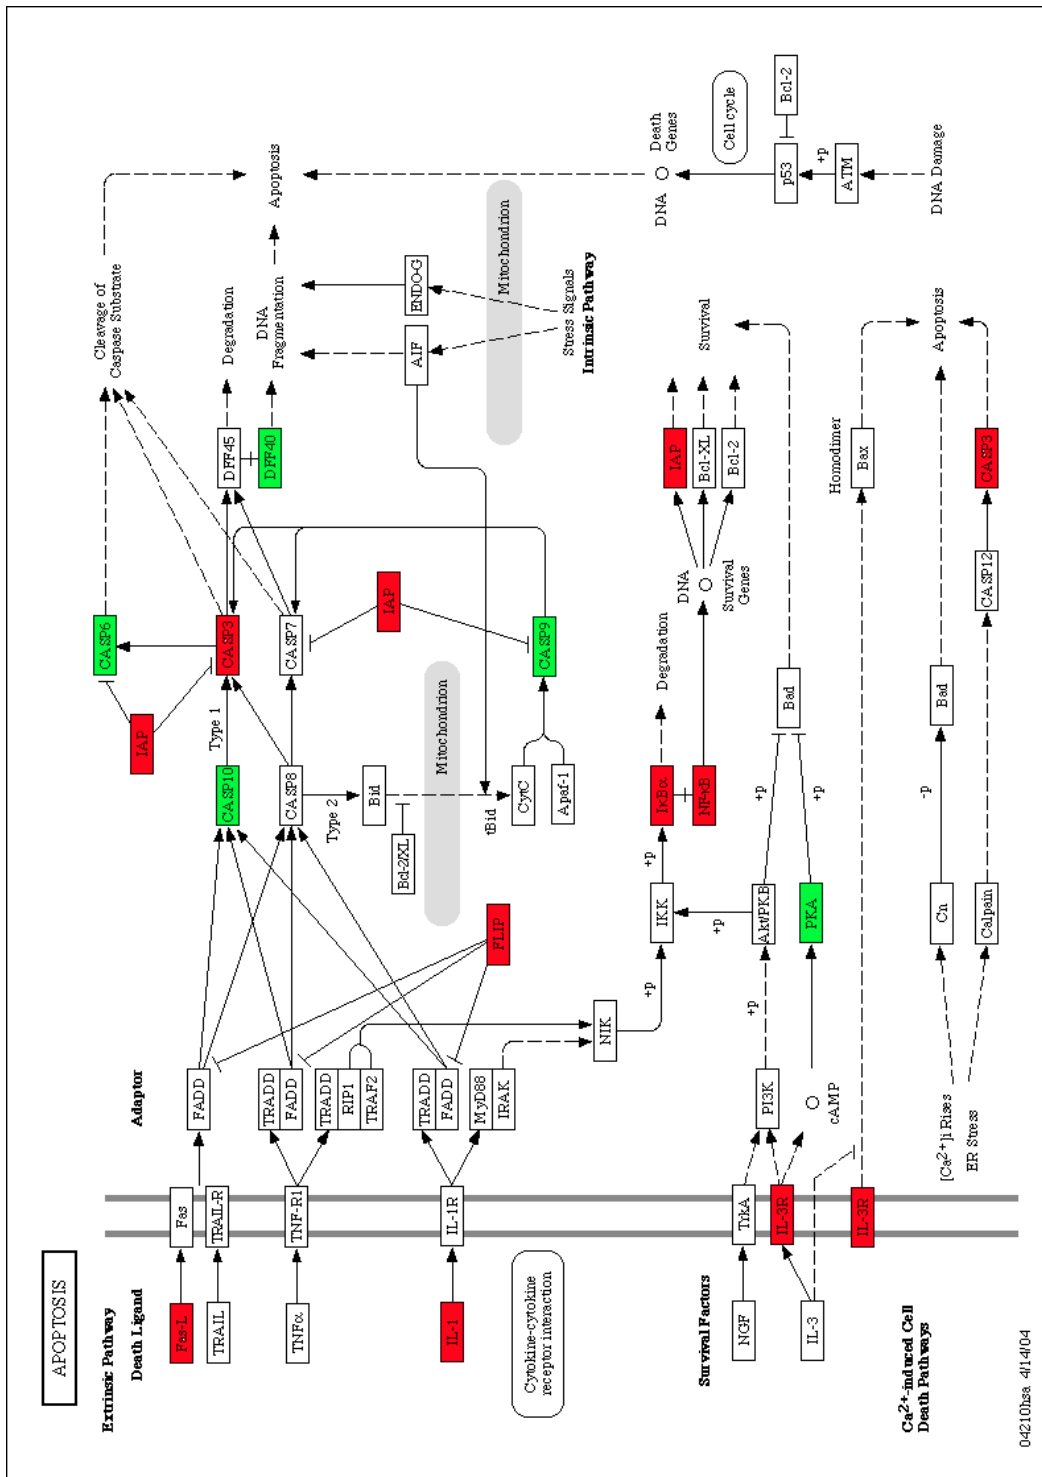 APOPTOSIS
Extrinsic Pathway
Death Ligand
Adaptor
Fas-L
Fas
FADD
TRAIL
TRAIL-R
TNFα
TNF-R1
TRADD
FADD
TRADD
RIP1
TRAF2
IL-1
IL-1R
TRADD
FADD
MyD88
IRAK
Cytokine-cytokine
receptor interaction
FLIP
NIK
CASP10
Type 1
CASP8
Type 2
Bid
Bcl-2/XL
Mitochondrion
tBid
CytC
Apaf-1
IAP
CASP6
CASP3
CASP7
IAP
CASP9
DFF45
DFF40
Cleavage of
Caspase Substrate
Degradation
DNA
Fragmentation
Apoptosis
AIF
ENDO-G
Mitochondrion
Stress Signals
Intrinsic Pathway
DNA
Death
Genes
Cell cycle
p53
Bcl-2
+p
ATM
DNA Damage
Survival Factors
NGF
TrkA
IL-3
IL-3R
IL-3R
PI3K
cAMP
+p
+p
IKK
+p
+p
Akt/PKB
PKA
+p
+p
IκBα
NFκB
Degradation
DNA
Survival
Genes
IAP
Bcl-XL
Bcl-2
Survival
Bad
Homodimer
Bax
Apoptosis
Ca2+-induced Cell
Death Pathways
[Ca2+]i Rises
ER Stress
Cn
-p
Bad
Calpain
CASP12
CASP3
04210hsa 4/14/04